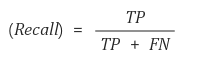 (Recall) = TP / TP + FN